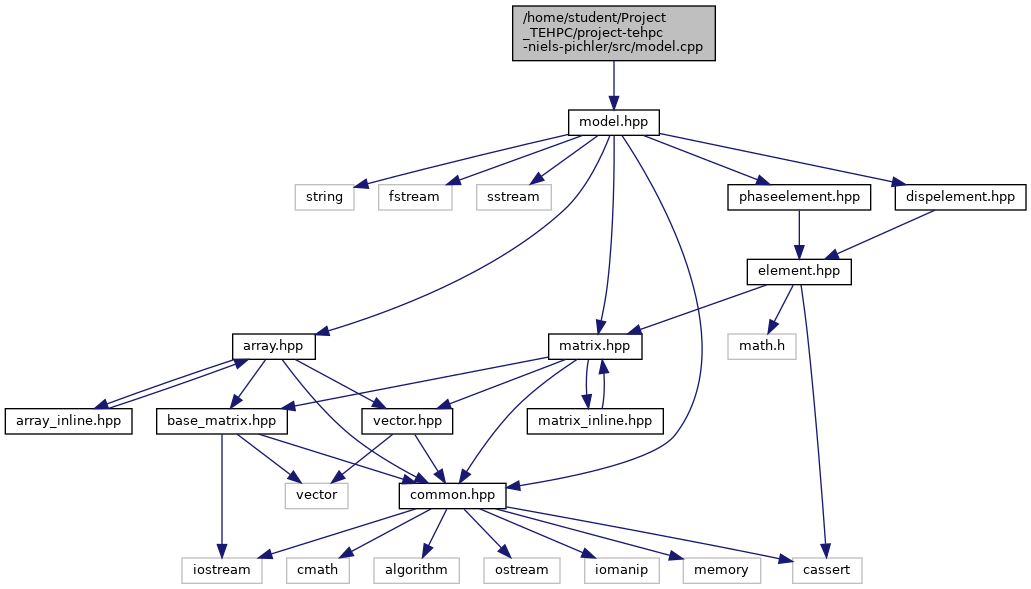 /home/student/Project
_TEHPC/project-tehpc
-niels-pichler/src/model.cpp
model.hpp
string
fstream
sstream
phaseelement.hpp
dispelement.hpp
element.hpp
array.hpp
matrix.hpp
math.h
array_inline.hpp
base_matrix.hpp
vector.hpp
matrix_inline.hpp
vector
common.hpp
iostream
cmath
algorithm
ostream
iomanip
memory
cassert